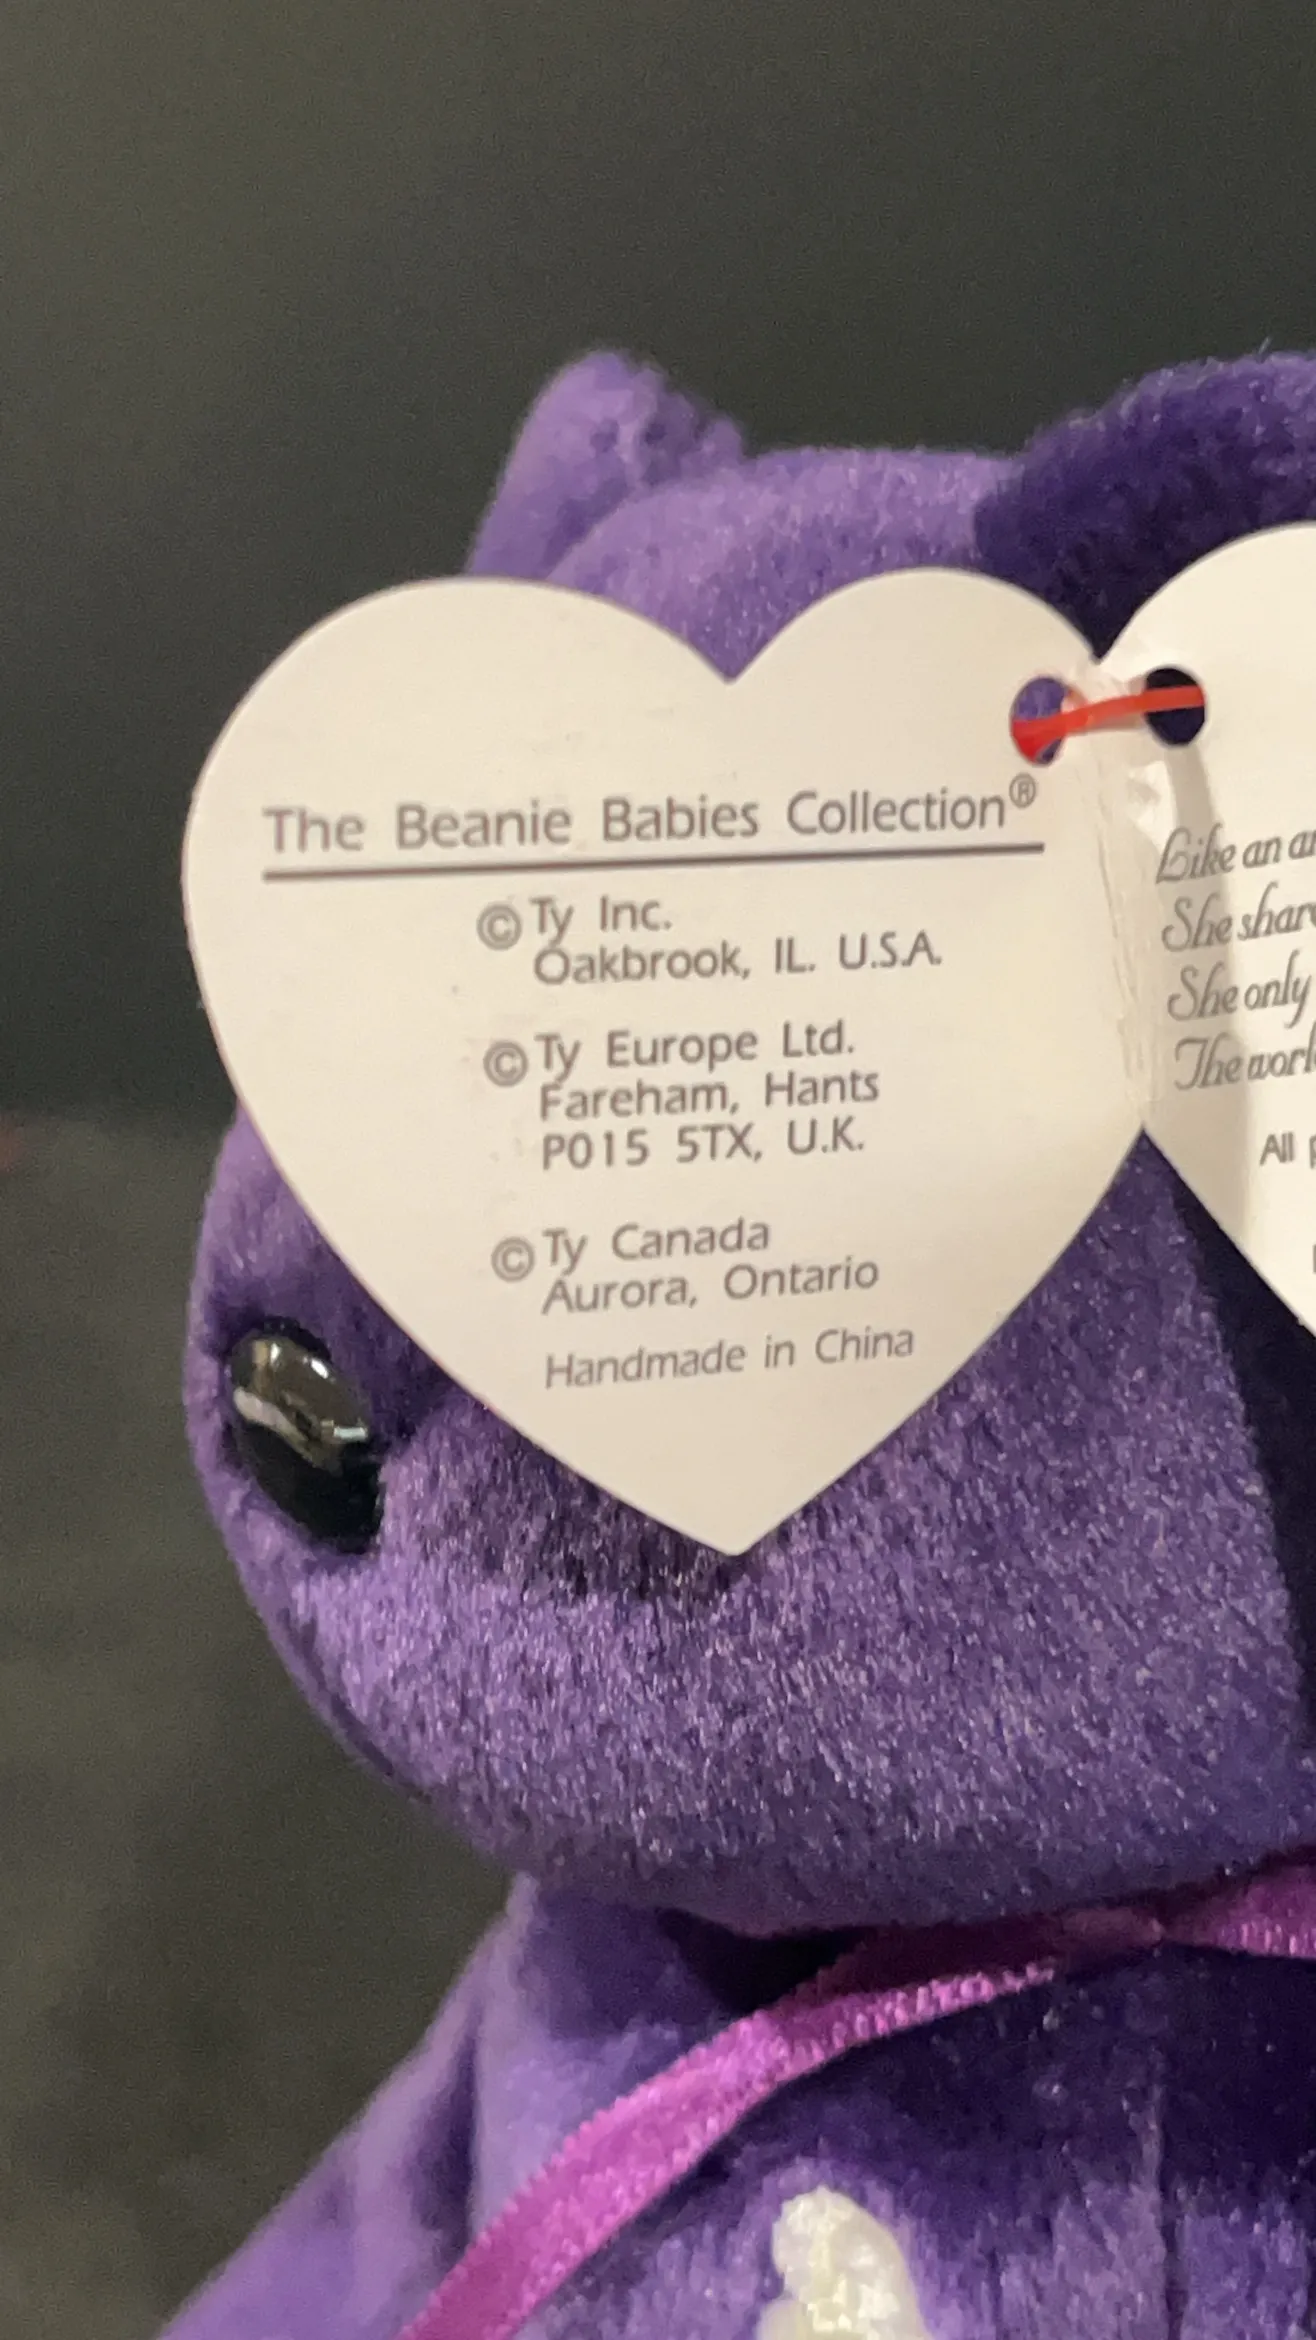 The Beanie Babies Collection®
© Ty Inc.
Oakbrook, IL. U.S.A.
© Ty Europe Ltd.
Fareham, Hants
P015 5TX, U.K.
© Ty Canada
Aurora, Ontario
Handmade in China
Like an
She
She only
The
All